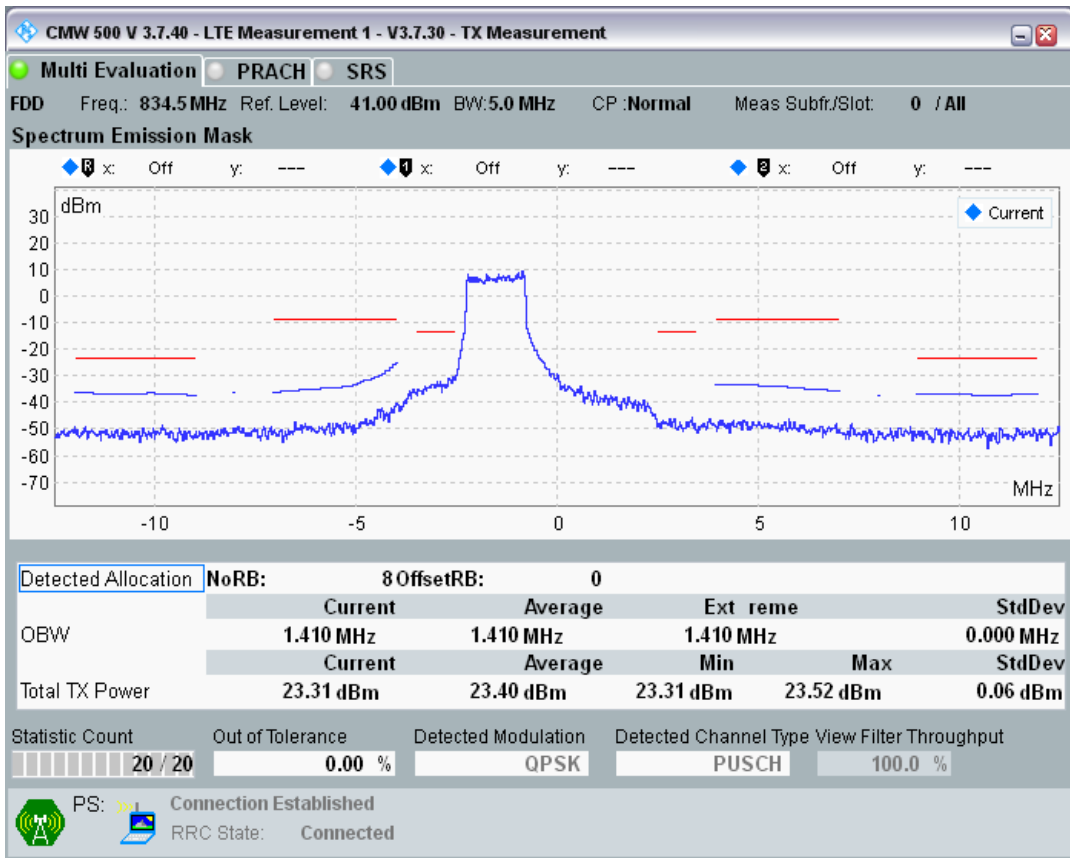 CMW 500 V 3.7.40 - LTE Measurement 1 - V3.7.30 - TX Measurement
Multi Evaluation PRACH SRS
FDD Freq.: 834.5 MHz Ref. Level: 41.00 dBm BW:5.0 MHz CP :Normal Meas Subfr./Slot: 0 / All
Spectrum Emission Mask
R x: Off y: --- 1 x: Off y: --- 2 x: Off y: ---
dBm
Current
30
20
10
0
-10
-20
-30
-40
-50
-60
-70
MHz
-10 -5 0 5 10
Detected Allocation NoRB: 8 OffsetRB: 0
Current Average Ext reme StdDev
OBW 1.410 MHz 1.410 MHz 1.410 MHz 0.000 MHz
Current Average Min Max StdDev
Total TX Power 23.31 dBm 23.40 dBm 23.31 dBm 23.52 dBm 0.06 dBm
Statistic Count Out of Tolerance Detected Modulation Detected Channel Type View Filter Throughput
20 / 20 0.00 % QPSK PUSCH 100.0 %
PS: Connection Established
RRC State: Connected